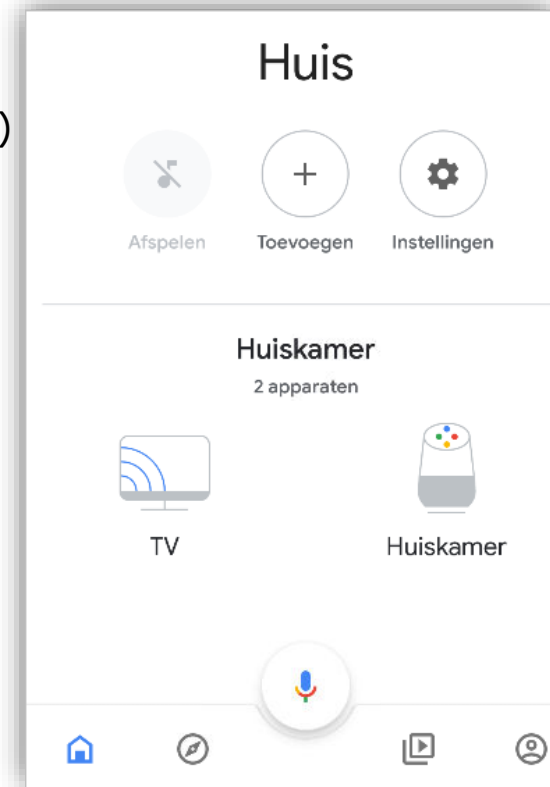 Huis
)
Afspelen Toevoegen Instellingen
Huiskamer
2 apparaten
TV Huiskamer